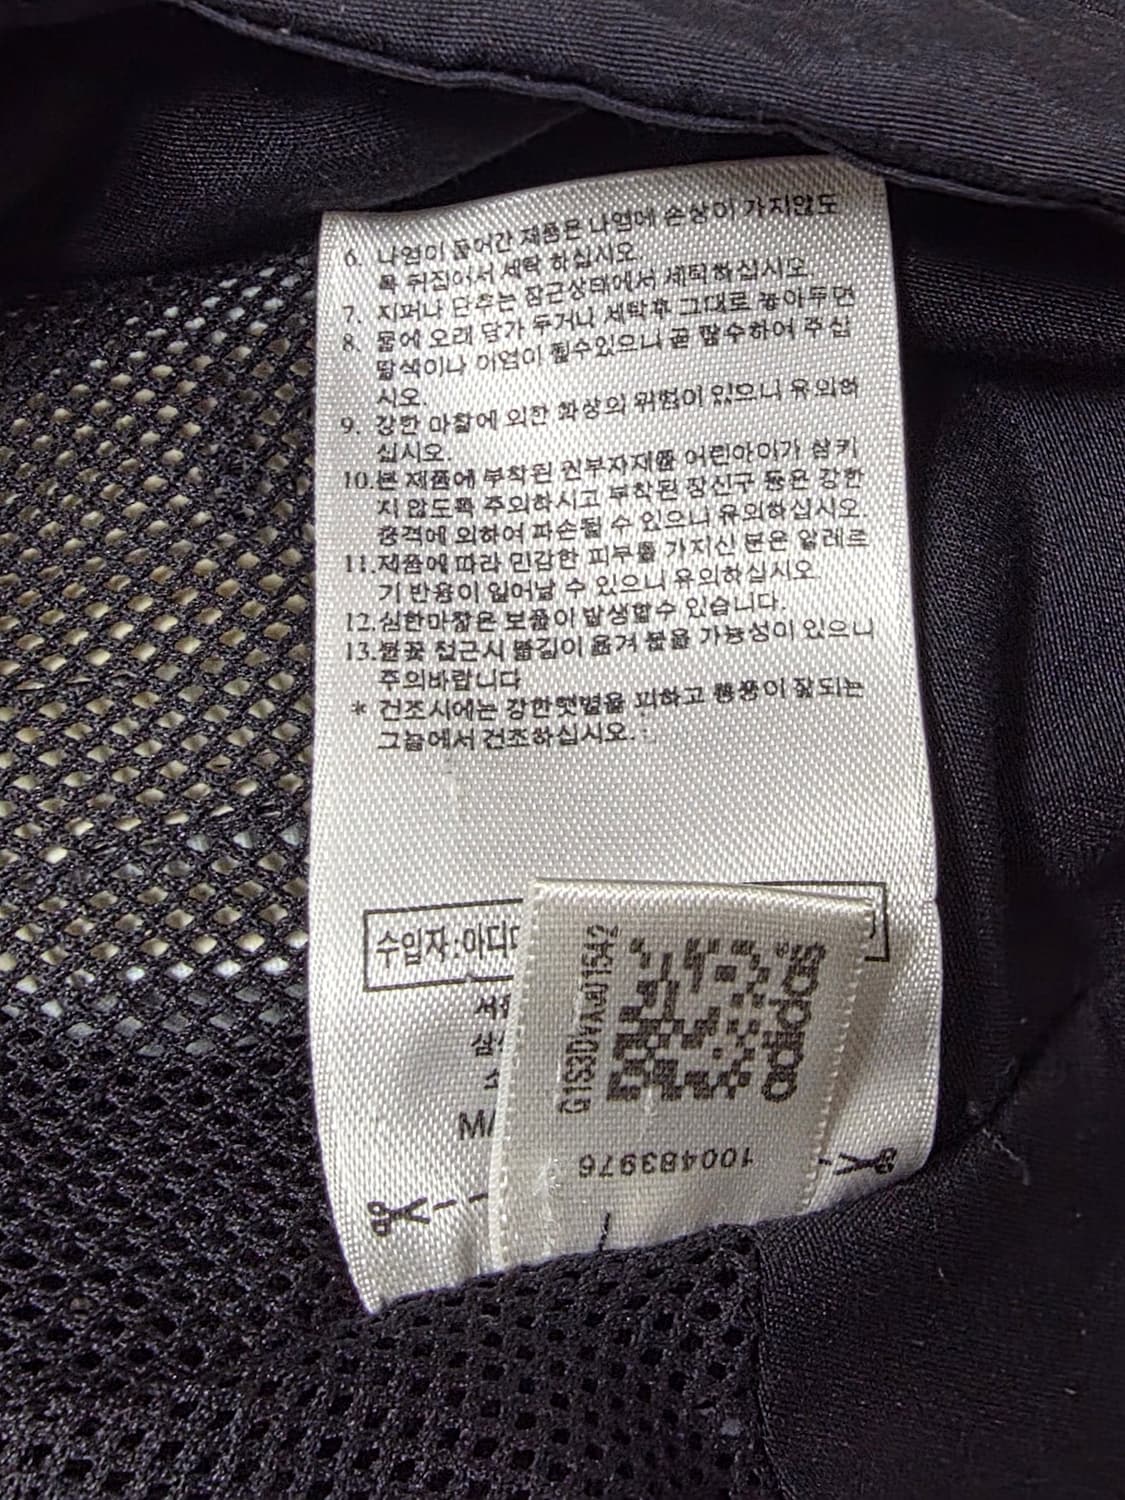 6. 나염이 들어간 제품은 나염에 손상이 가지않도
록 뒤집어서 세탁 하십시오.
7. 지퍼나 단추는 잠근상태에서 세탁하십시오.
8. 물에 오래 담가 두거나 세탁후 그대로 놓아두면
탈색이나 이염이 될수있으니 곧 탈수하여 주십
시오.
9. 강한 마찰에 의한 화상의 위험이 있으니 유의하
십시오.
10.본 제품에 부착된 전부자재를 어린아이가 삼키
지 않도록 주의하시고 부착된 장신구 등은 강한
충격에 의하여 파손될 수 있으니 유의하십시오
11.제품에 따라 민감한 피부를 가지신 분은 알레르
기 반응이 일어날 수 있으니 유의하십시오.
12.심한마찰은 보풀이 발생할수 있습니다.
13.불꽃 접근시 불길이 옮겨 붙을 가능성이 있으니
주의바랍니다
* 건조시에는 강한햇볕을 피하고 통풍이 잘되는
그늘에서 건조하십시오.
수입자:아디
M/
1542
adidas
100483976